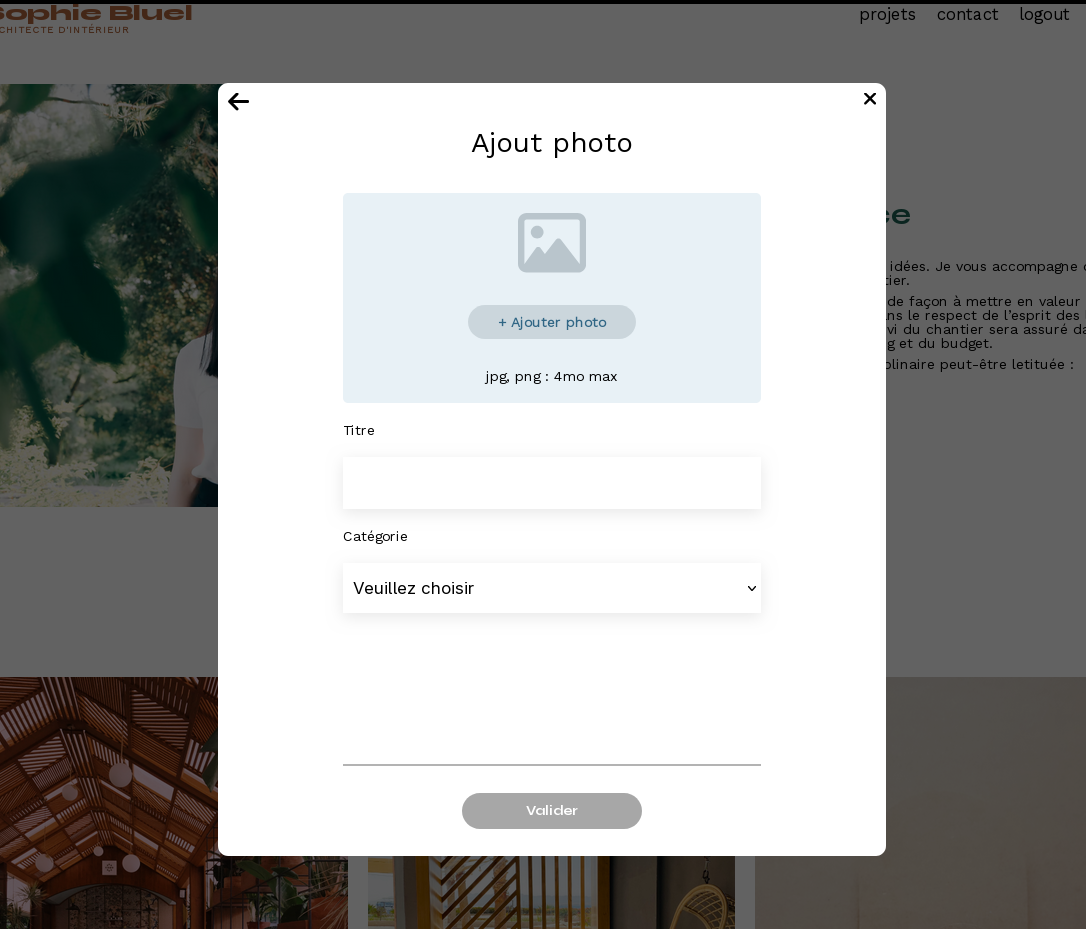 Sophie Bluel
CHITECTE D'INTÉRIEUR
projets contact logout
Ajout photo
+ Ajouter photo
jpg, png : 4mo max
Titre
Catégorie
Veuillez choisir
Valider
ce
idées. Je vous accompagne
tier.
de façon à mettre en valeur
ans le respect de l’esprit des
vi du chantier sera assuré da
g et du budget.
plinaire peut-être letituée :